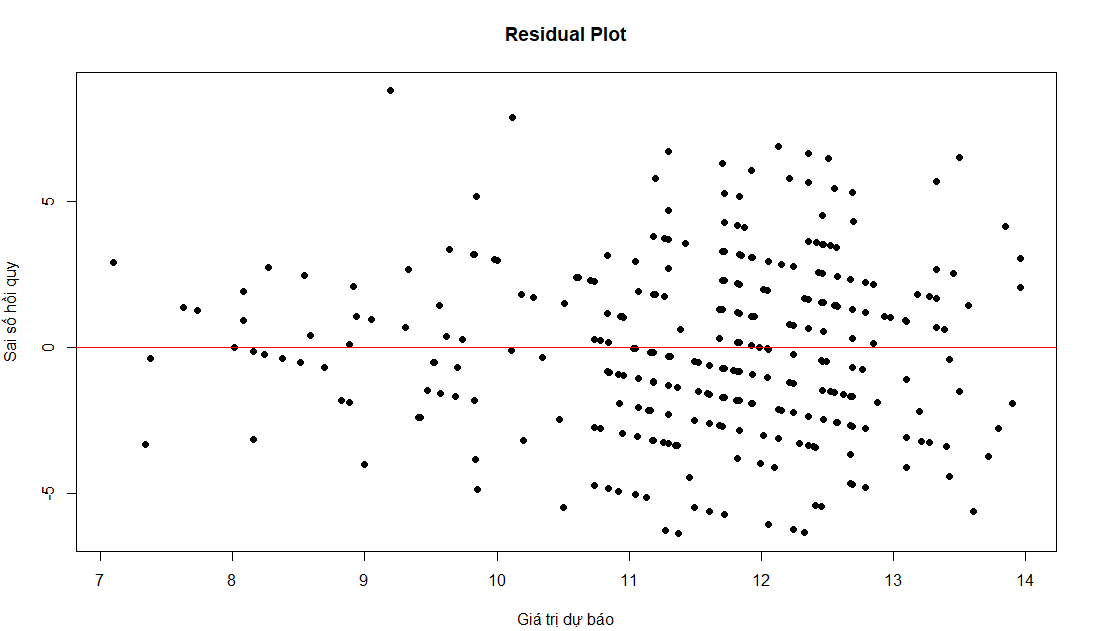 Residual Plot
Sai số hồi quy
5
0
-5
7 8 9 10 11 12 13 14
Giá trị dự báo